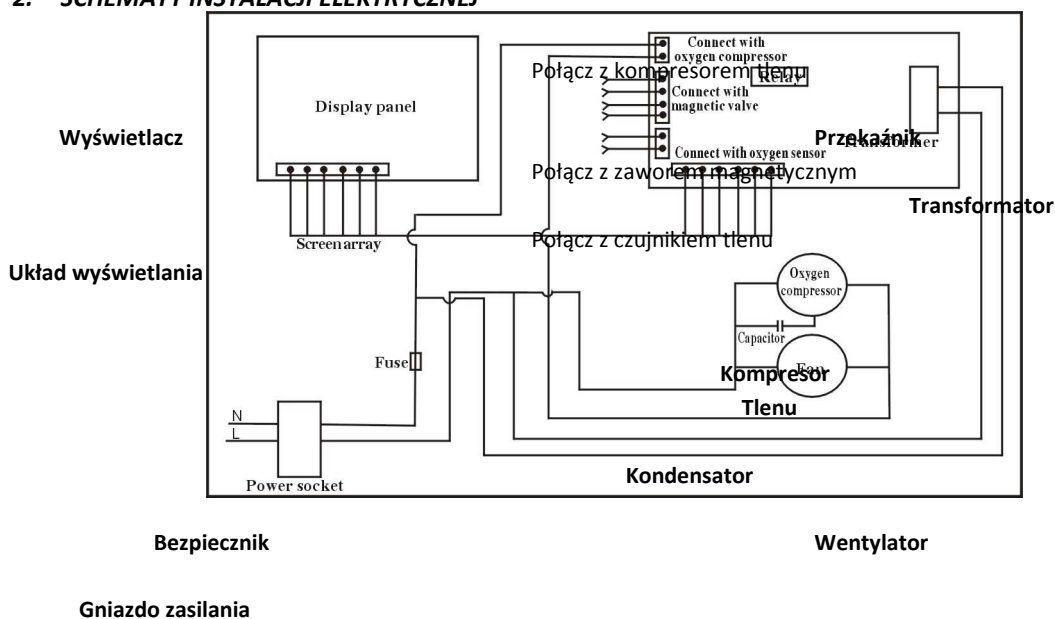 2. SCHEMATY INSTALACJI ELEKTRYCZNEJ
Connect with
oxygen compressor
Połącz z kompresorem tlenu
Relay
Connect with
magnetic valve
Display panel
Wyświetlacz
Przekaźnik
Transformer
Connect with oxygen sensor
Połącz z zaworem magnetycznym
Transformator
Screen array
Połącz z czujnikiem tlenu
Układ wyświetlania
Oxygen
compressor
Capacitor
Fuse
Fan
Kompresor
Tlenu
N
L
Kondensator
Power socket
Bezpiecznik
Wentylator
Gniazdo zasilania